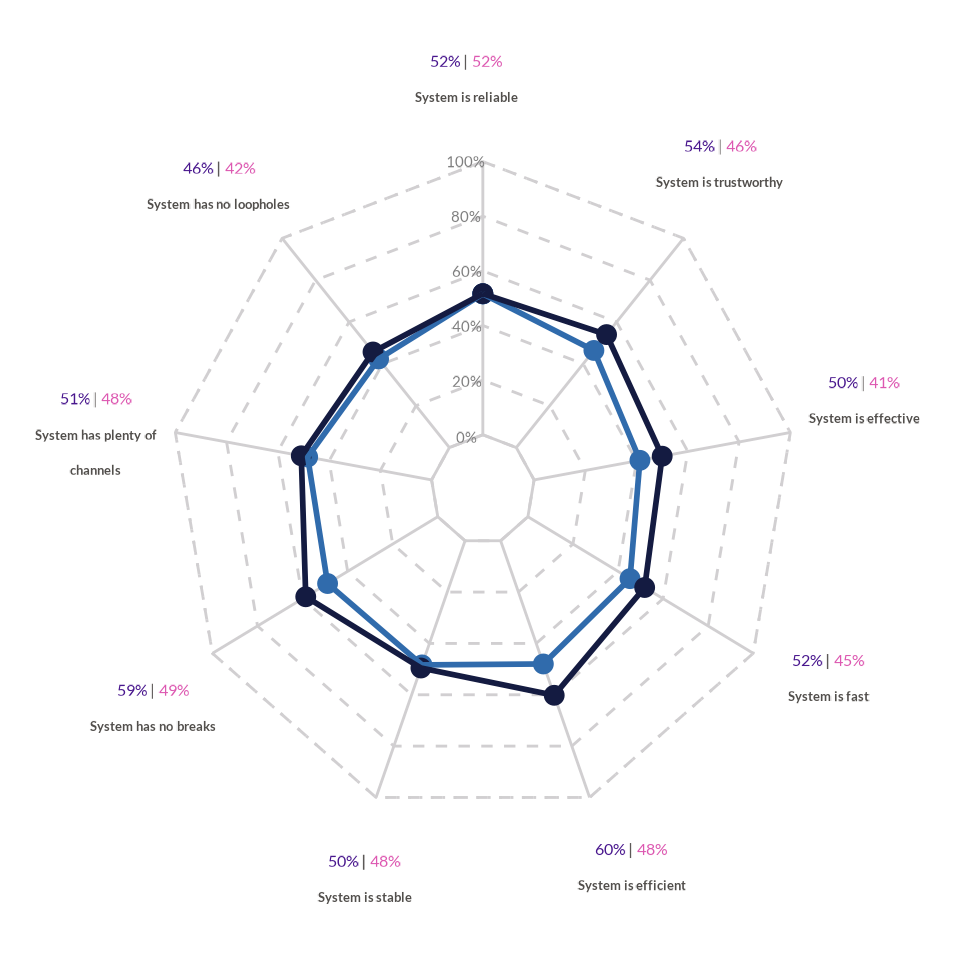 52% | 52%
System is reliable
54% | 46%
System is trustworthy
46% | 42%
System has no loopholes
100%
80%
60%
40%
20%
0%
50% | 41%
System is effective
51% | 48%
System has plenty of
channels
52% | 45%
System is fast
59% | 49%
System has no breaks
60% | 48%
System is efficient
50% | 48%
System is stable